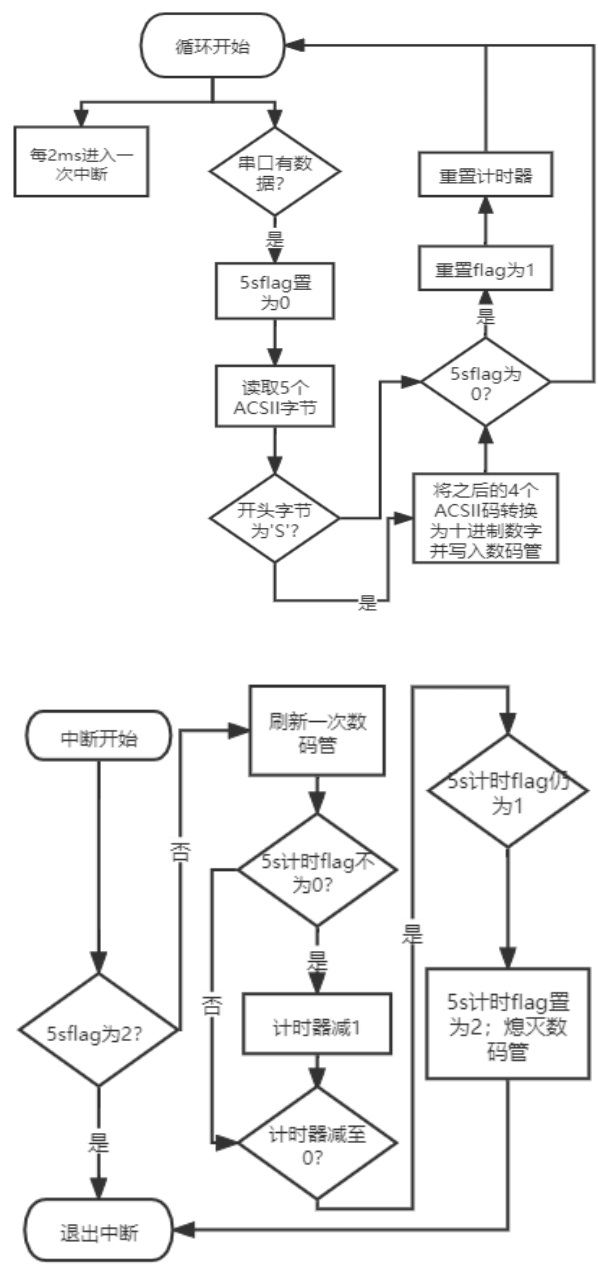 循环开始
每2ms进入一
次中断
串口有数
据?
是
5sflag置
为0
读取5个
ACSII字节
开头字节
为'S'?
是
将之后的4个
ACSII码转换
为十进制数字
并写入数码管
5sflag为
0?
是
重置flag为1
重置计时器
中断开始
5sflag为2?
是
否
刷新一次数
码管
5s计时flag不
为0?
是
否
计时器减1
计时器减至
0?
是
5s计时flag仍
为1
5s计时flag置
为2；熄灭数
码管
退出中断